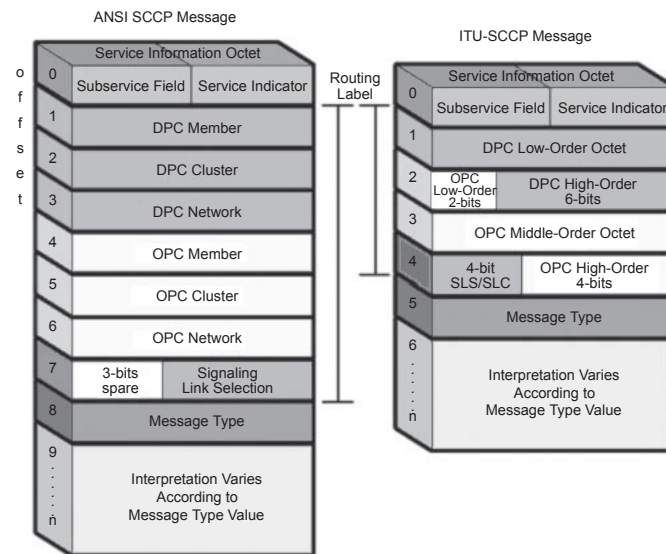 ANSI SCCP Message
offset
Service Information Octet
0
Subservice Field
Service Indicator
1
DPC Member
2
DPC Cluster
3
DPC Network
4
OPC Member
5
OPC Cluster
6
OPC Network
7
3-bits
spare
Signaling
Link Selection
8
Message Type
9
.
.
.
.
.
n
Interpretation Varies
According to
Message Type Value
Routing
Label
ITU-SCCP Message
Service Information Octet
0
Subservice Field
Service Indicator
1
DPC Low-Order Octet
2
OPC
Low-Order
2-bits
DPC High-Order
6-bits
3
OPC Middle-Order Octet
4
4-bit
SLS/SLC
OPC High-Order
4-bits
5
Message Type
6
.
.
.
.
.
n
Interpretation Varies
According to
Message Type Value